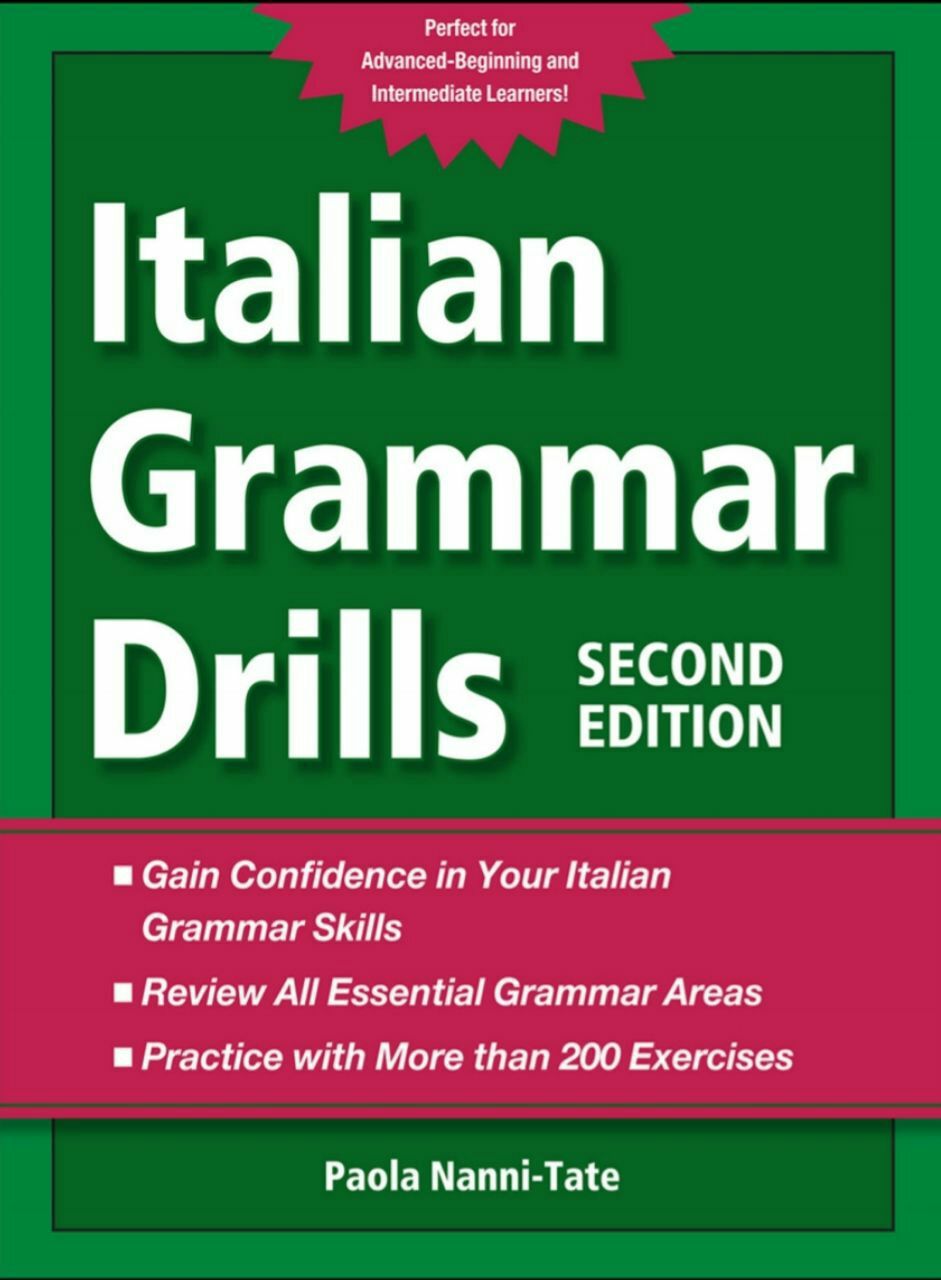 Perfect for
Advanced-Beginning and
Intermediate Learners!
Italian
Grammar
Drills
SECOND
EDITION
Gain Confidence in Your Italian
Grammar Skills
Review All Essential Grammar Areas
Practice with More than 200 Exercises
Paola Nanni-Tate